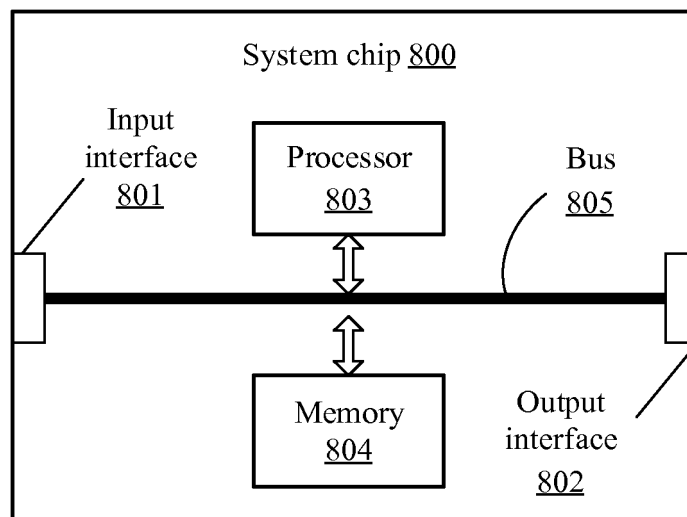 System chip 800
Input
interface
801
Processor
803
Bus
805
Memory
804
Output
interface
802